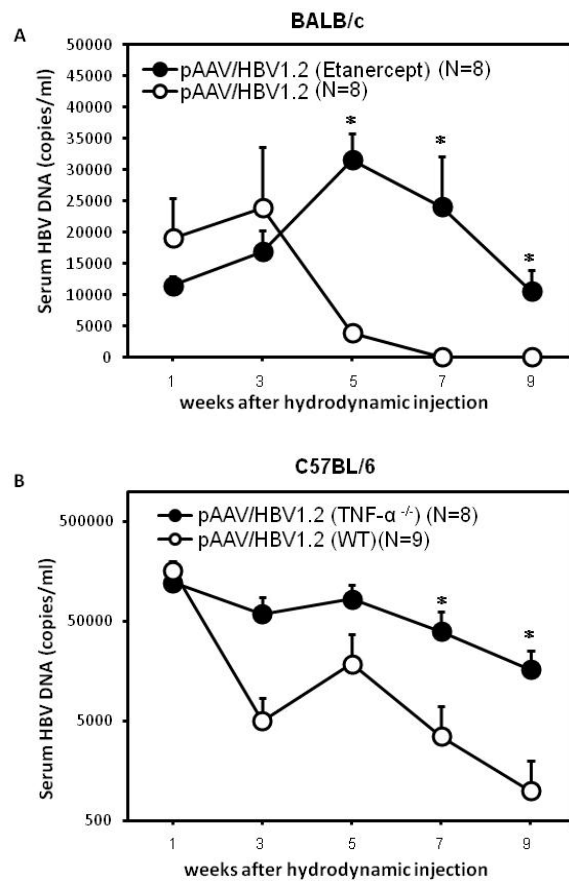 A
BALB/c
50000
45000
40000
35000
30000
25000
20000
15000
10000
5000
0
Serum HBV DNA (copies/ml)
pAAV/HBV1.2 (Etanercept) (N=8)
pAAV/HBV1.2 (N=8)
* * *
1 3 5 7 9
weeks after hydrodynamic injection
B
C57BL/6
500000
50000
5000
500
Serum HBV DNA (copies/ml)
pAAV/HBV1.2 (TNF-α -/-) (N=8)
pAAV/HBV1.2 (WT)(N=9)
* *
1 3 5 7 9
weeks after hydrodynamic injection